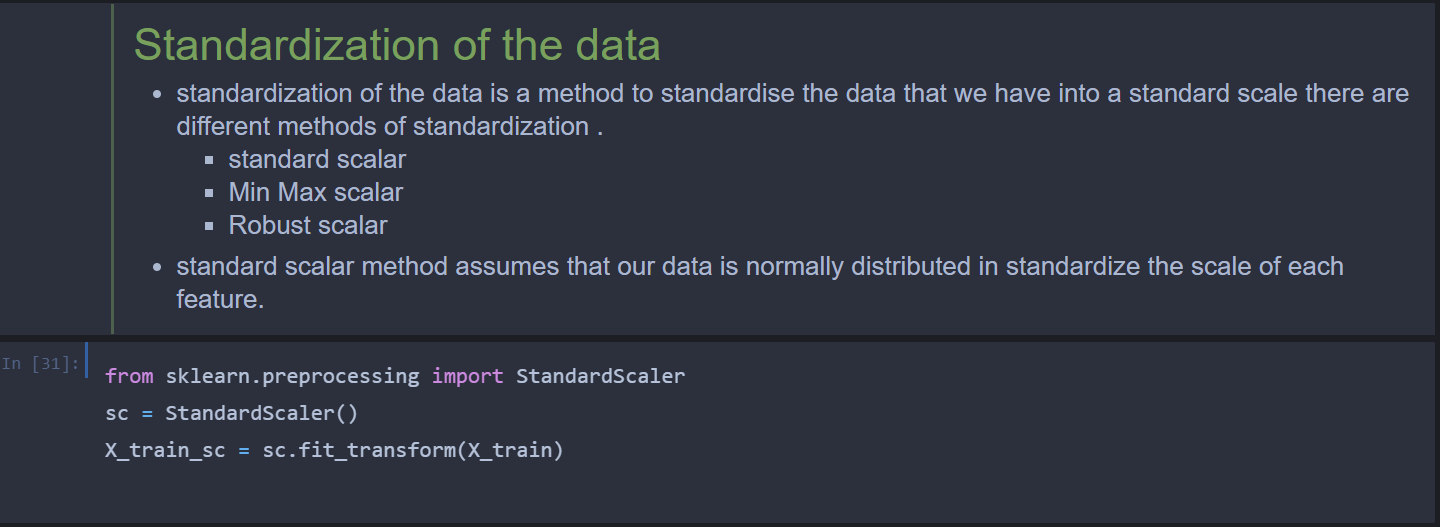 Standardization of the data
standardization of the data is a method to standardise the data that we have into a standard scale there are
different methods of standardization .
standard scalar
Min Max scalar
Robust scalar
standard scalar method assumes that our data is normally distributed in standardize the scale of each
feature.
In [31]:
from sklearn.preprocessing import StandardScaler
sc = StandardScaler()
X_train_sc = sc.fit_transform(X_train)